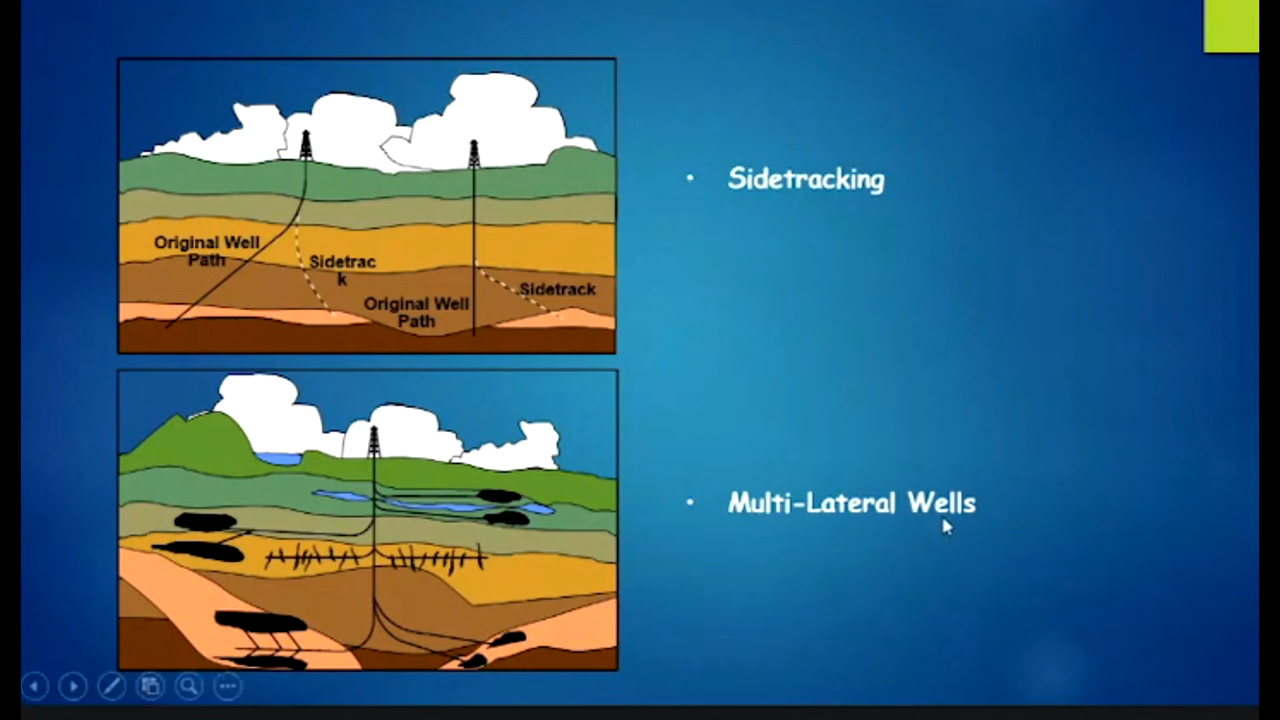 Original Well
Path
Sidetrac
k
Original Well
Path
Sidetrack
• Sidetracking
• Multi-Lateral Wells